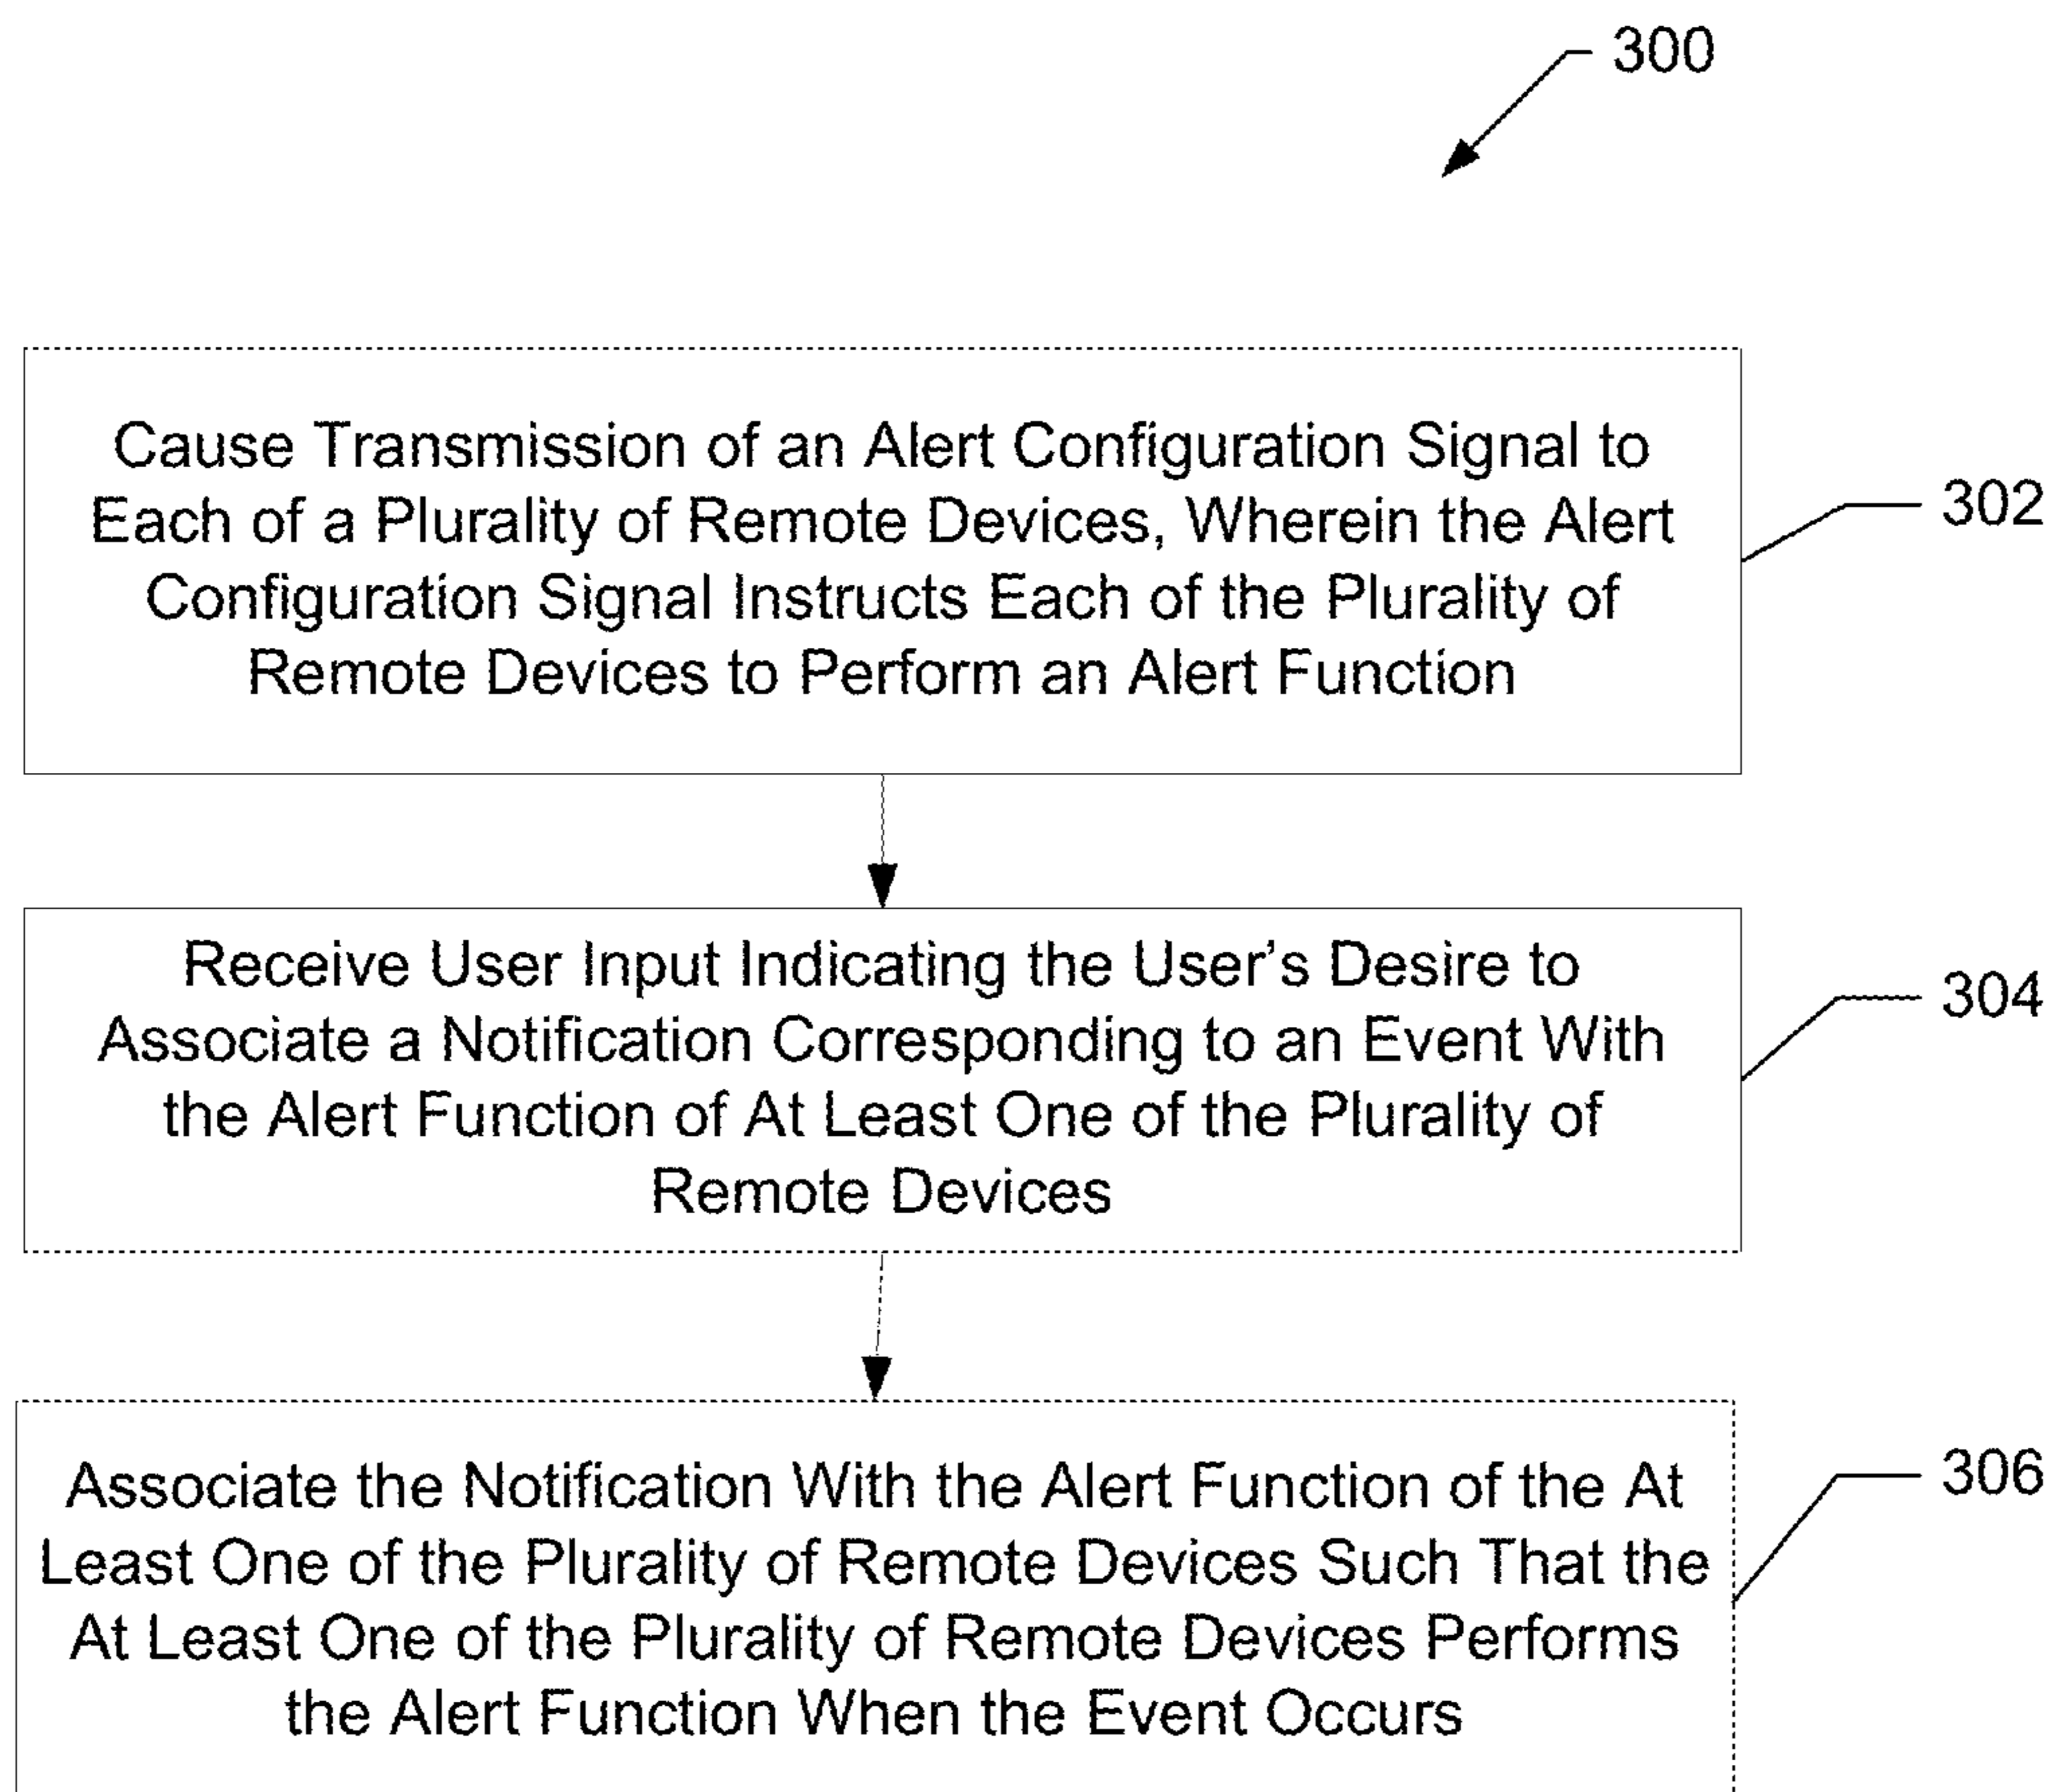 300
Cause Transmission of an Alert Configuration Signal to
Each of a Plurality of Remote Devices, Wherein the Alert
Configuration Signal Instructs Each of the Plurality of
Remote Devices to Perform an Alert Function
302
Receive User Input Indicating the User's Desire to
Associate a Notification Corresponding to an Event With
the Alert Function of At Least One of the Plurality of
Remote Devices
304
Associate the Notification With the Alert Function of the At
Least One of the Plurality of Remote Devices Such That the
At Least One of the Plurality of Remote Devices Performs
the Alert Function When the Event Occurs
306